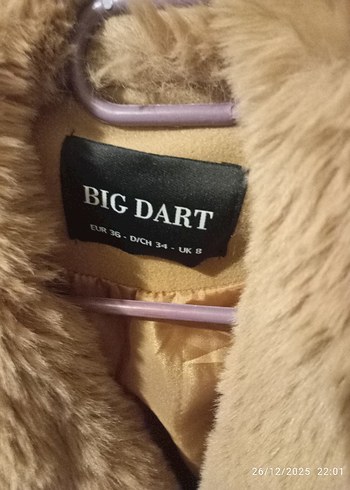 BIG DART
EUR 36 - D/CH 34 - UK 8
26/12/2025 22:01